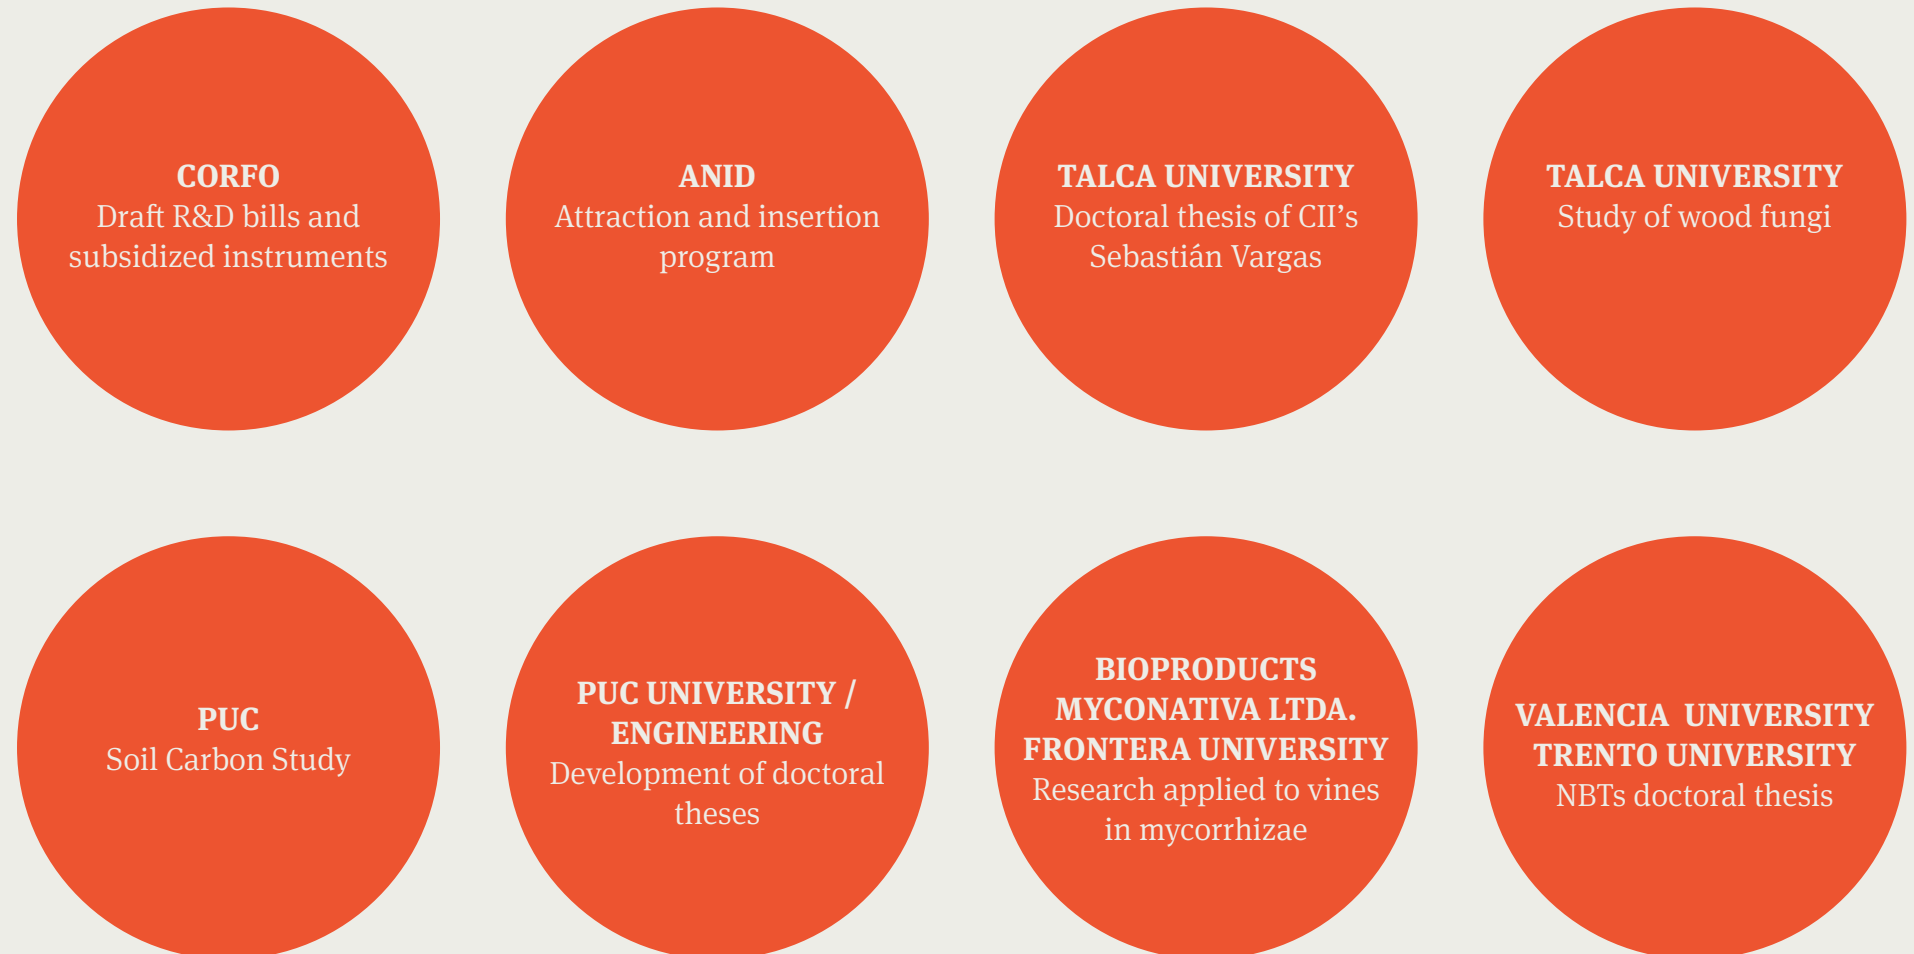 CORFO
Draft R&D bills and
subsidized instruments
ANID
Attraction and insertion
program
TALCA UNIVERSITY
Doctoral thesis of CII’s
Sebastián Vargas
TALCA UNIVERSITY
Study of wood fungi
PUC
Soil Carbon Study
PUC UNIVERSITY /
ENGINEERING
Development of doctoral
theses
BIOPRODUCTS
MYCONATIVA LTDA.
FRONTERA UNIVERSITY
Research applied to vines
in mycorrhizae
VALENCIA  UNIVERSITY
TRENTO UNIVERSITY
NBTs doctoral thesis